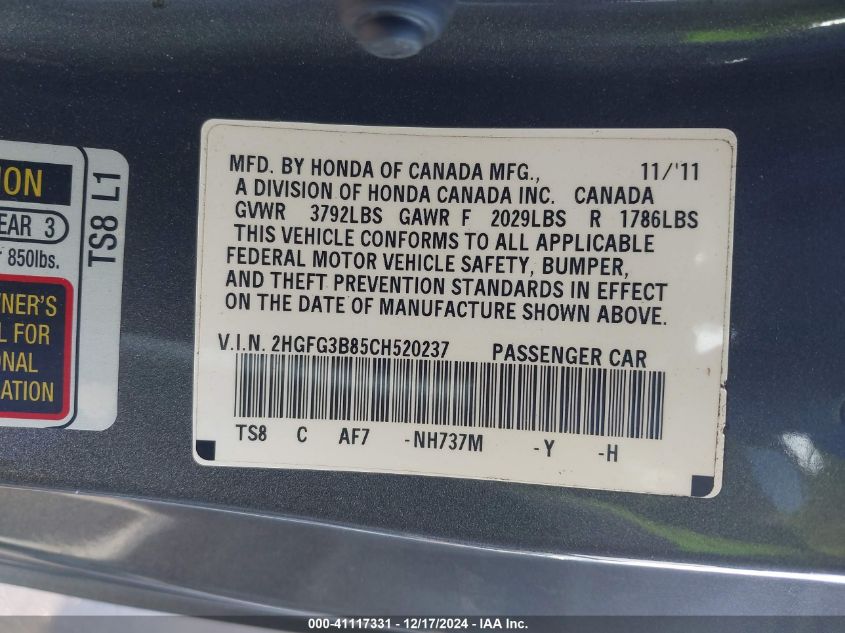 ION
EAR 3
850lbs.
TS8 L1
NER'S
L FOR
ONAL
ATION
MFD. BY HONDA OF CANADA MFG., 11/'11
A DIVISION OF HONDA CANADA INC. CANADA
GVWR 3792LBS GAWR F 2029LBS R 1786LBS
THIS VEHICLE CONFORMS TO ALL APPLICABLE
FEDERAL MOTOR VEHICLE SAFETY, BUMPER,
AND THEFT PREVENTION STANDARDS IN EFFECT
ON THE DATE OF MANUFACTURE SHOWN ABOVE.
V.I.N. 2HGFG3B85CH520237 PASSENGER CAR
TS8 C AF7 -NH737M -Y -H
000-41117331 - 12/17/2024 - IAA Inc.